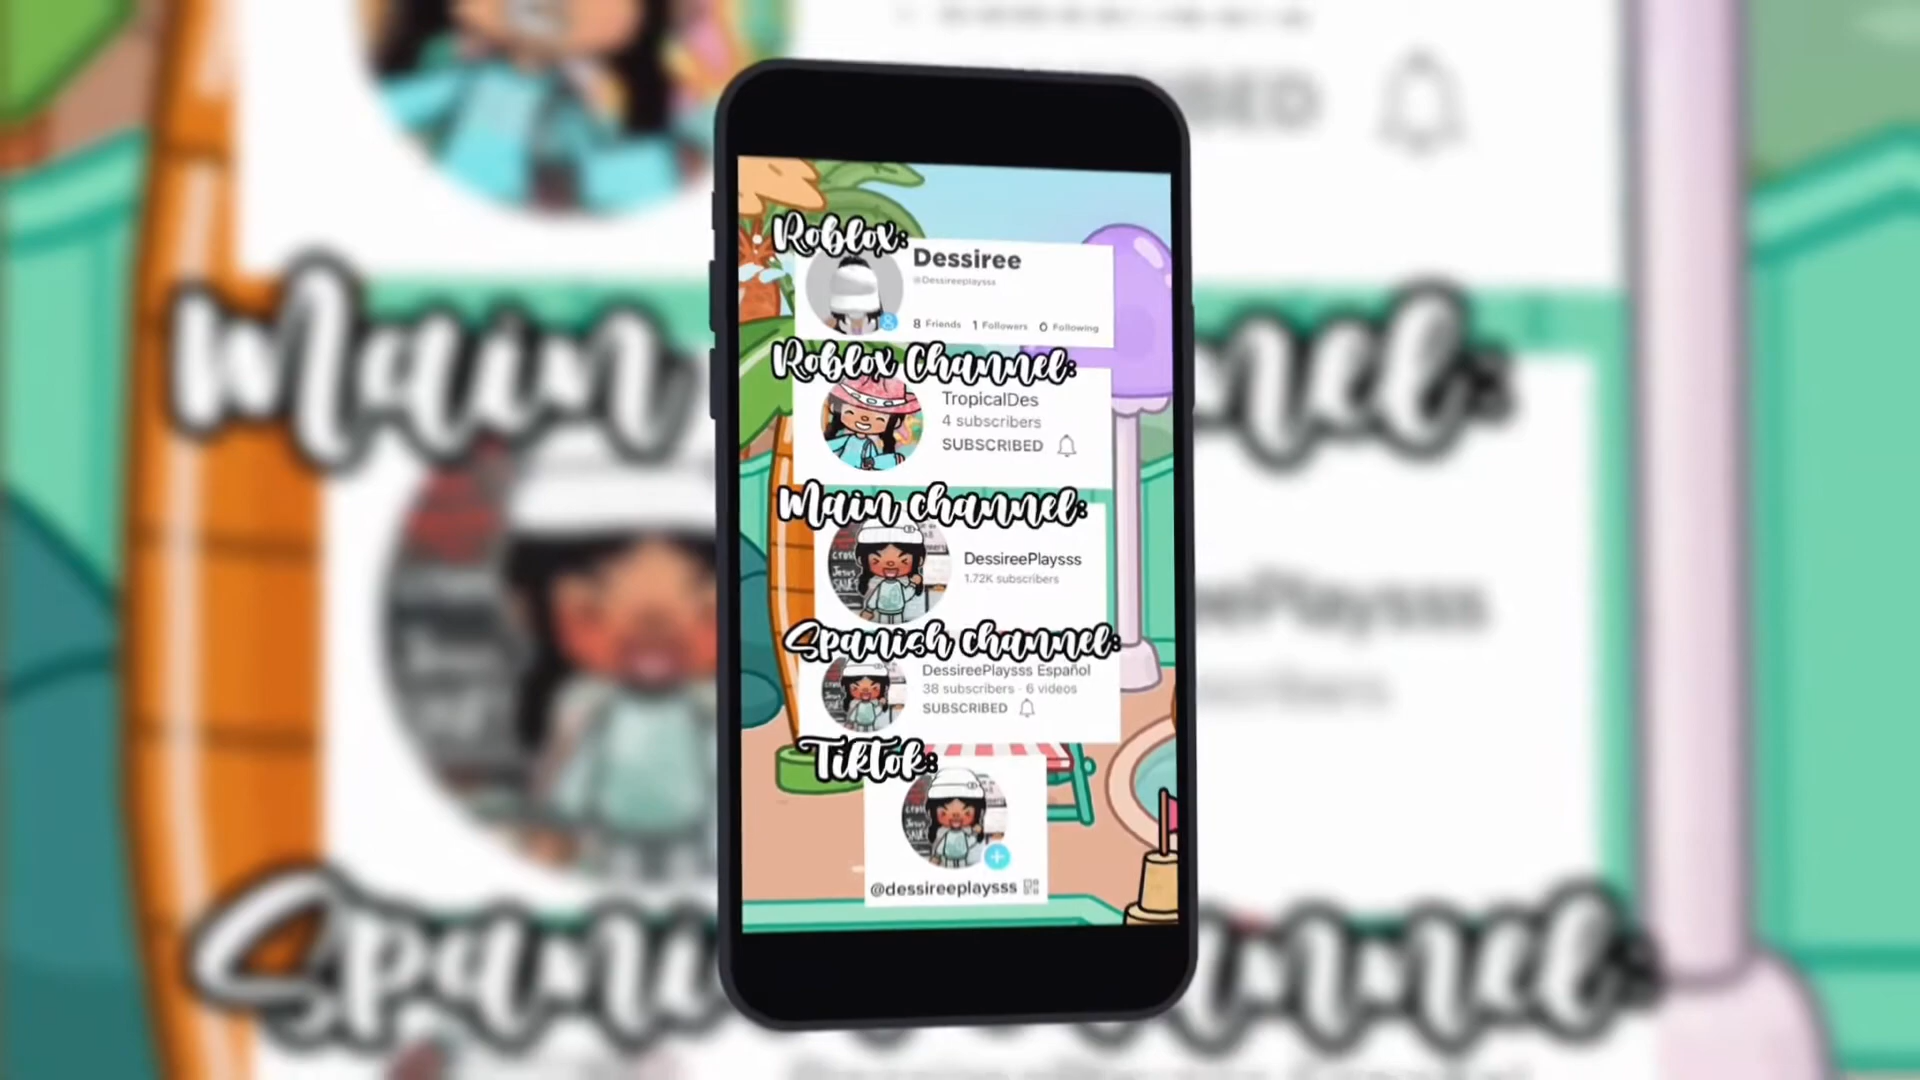 Roblox:
Dessiree
@Dessireeplaysss
8 Friends 1 Followers 0 Following
Roblox Channel:
TropicalDes
4 subscribers
SUBSCRIBED
Main channel:
DessireePlaysss
1.72K subscribers
Spanish channel:
DessireePlaysss Español
38 subscribers · 6 videos
SUBSCRIBED
Tiktok:
@dessireeplaysss